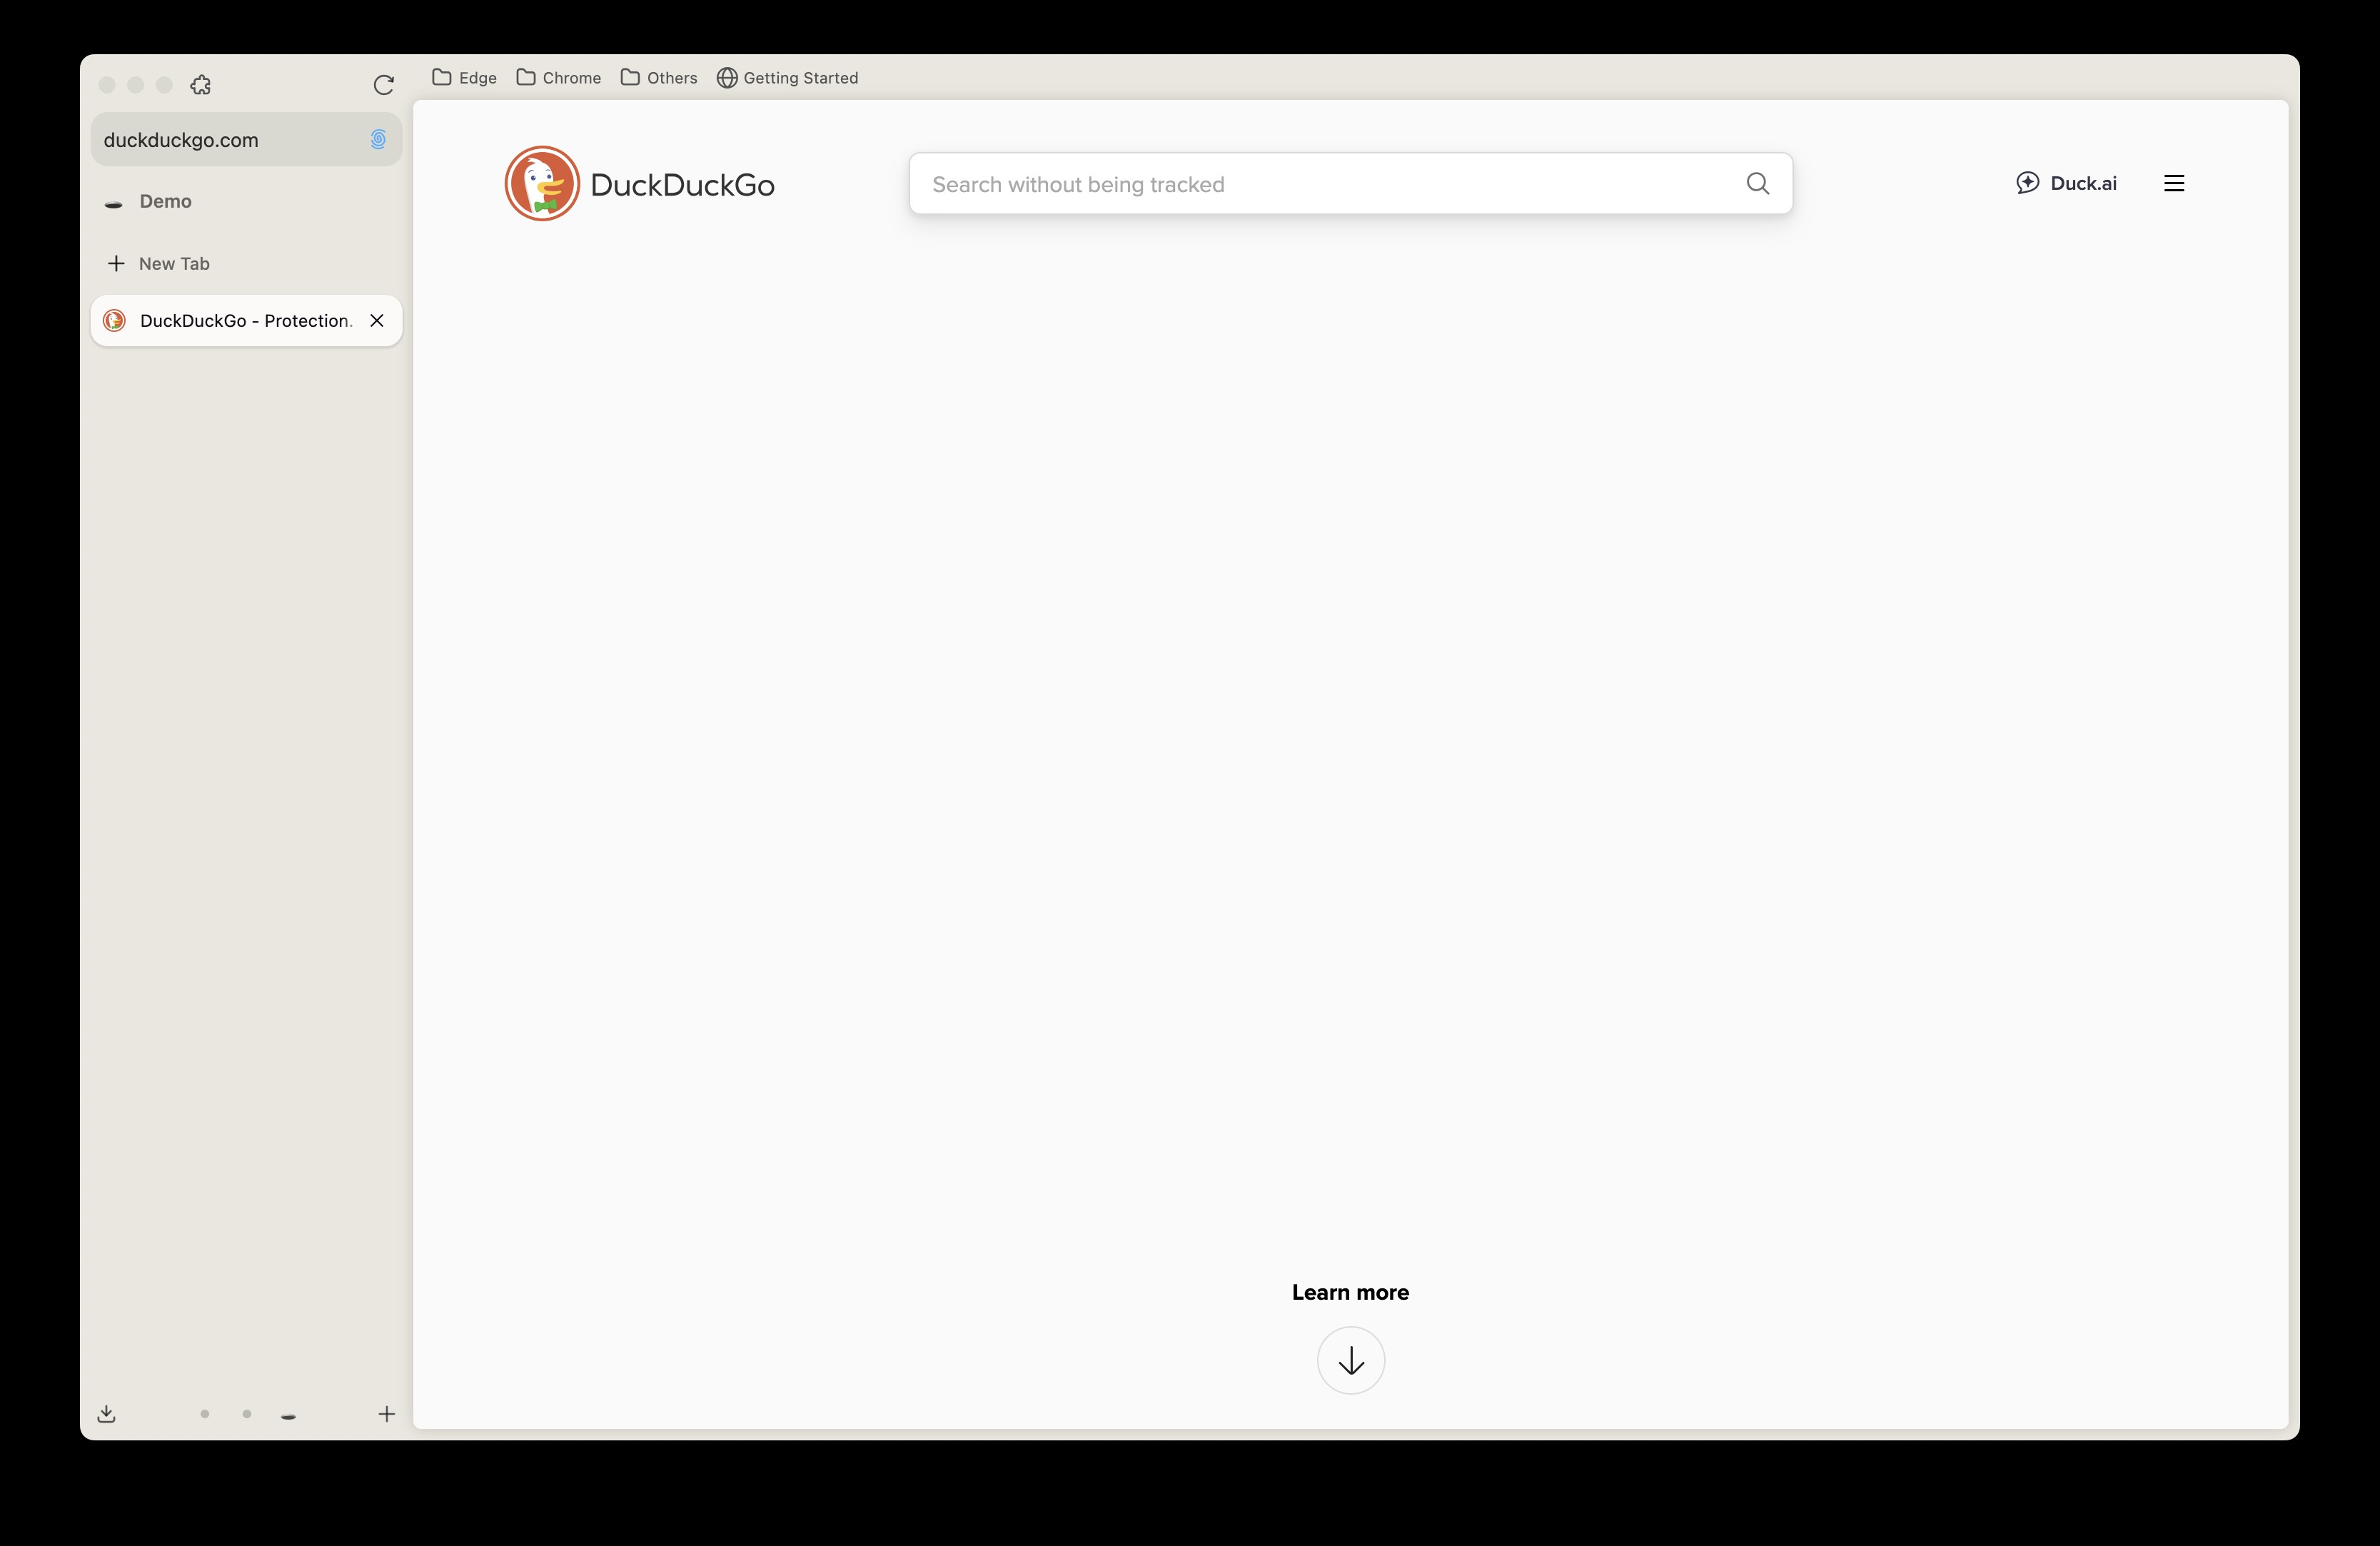 Edge Chrome Others Getting Started
duckduckgo.com
Demo
New Tab
DuckDuckGo - Protection.
DuckDuckGo
Search without being tracked
Duck.ai
Learn more